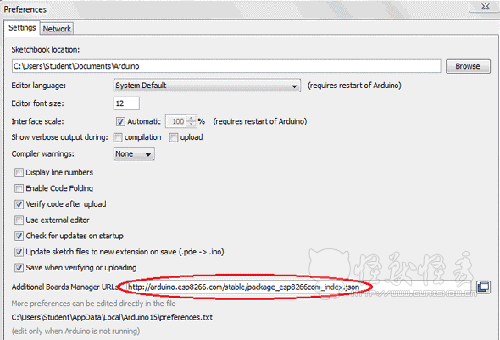 Preferences
Settings Network
Sketchbook location:
C:\Users\Student\Documents\Arduino Browse
Editor language: System Default (requires restart of Arduino)
Editor font size: 12
Interface scale: Automatic 100 % (requires restart of Arduino)
Show verbose output during: compilation upload
Compiler warnings: None
Display line numbers
Enable Code Folding
Verify code after upload
Use external editor
Check for updates on startup
Update sketch files to new extension on save (.pde -> .ino)
Save when verifying or uploading
Additional Boards Manager URLs: http://arduino.esp8266.com/stable/package_esp8266com_index.json
More preferences can be edited directly in the file
C:\Users\Student\AppData\Local\Arduino15\preferences.txt
(edit only when Arduino is not running)